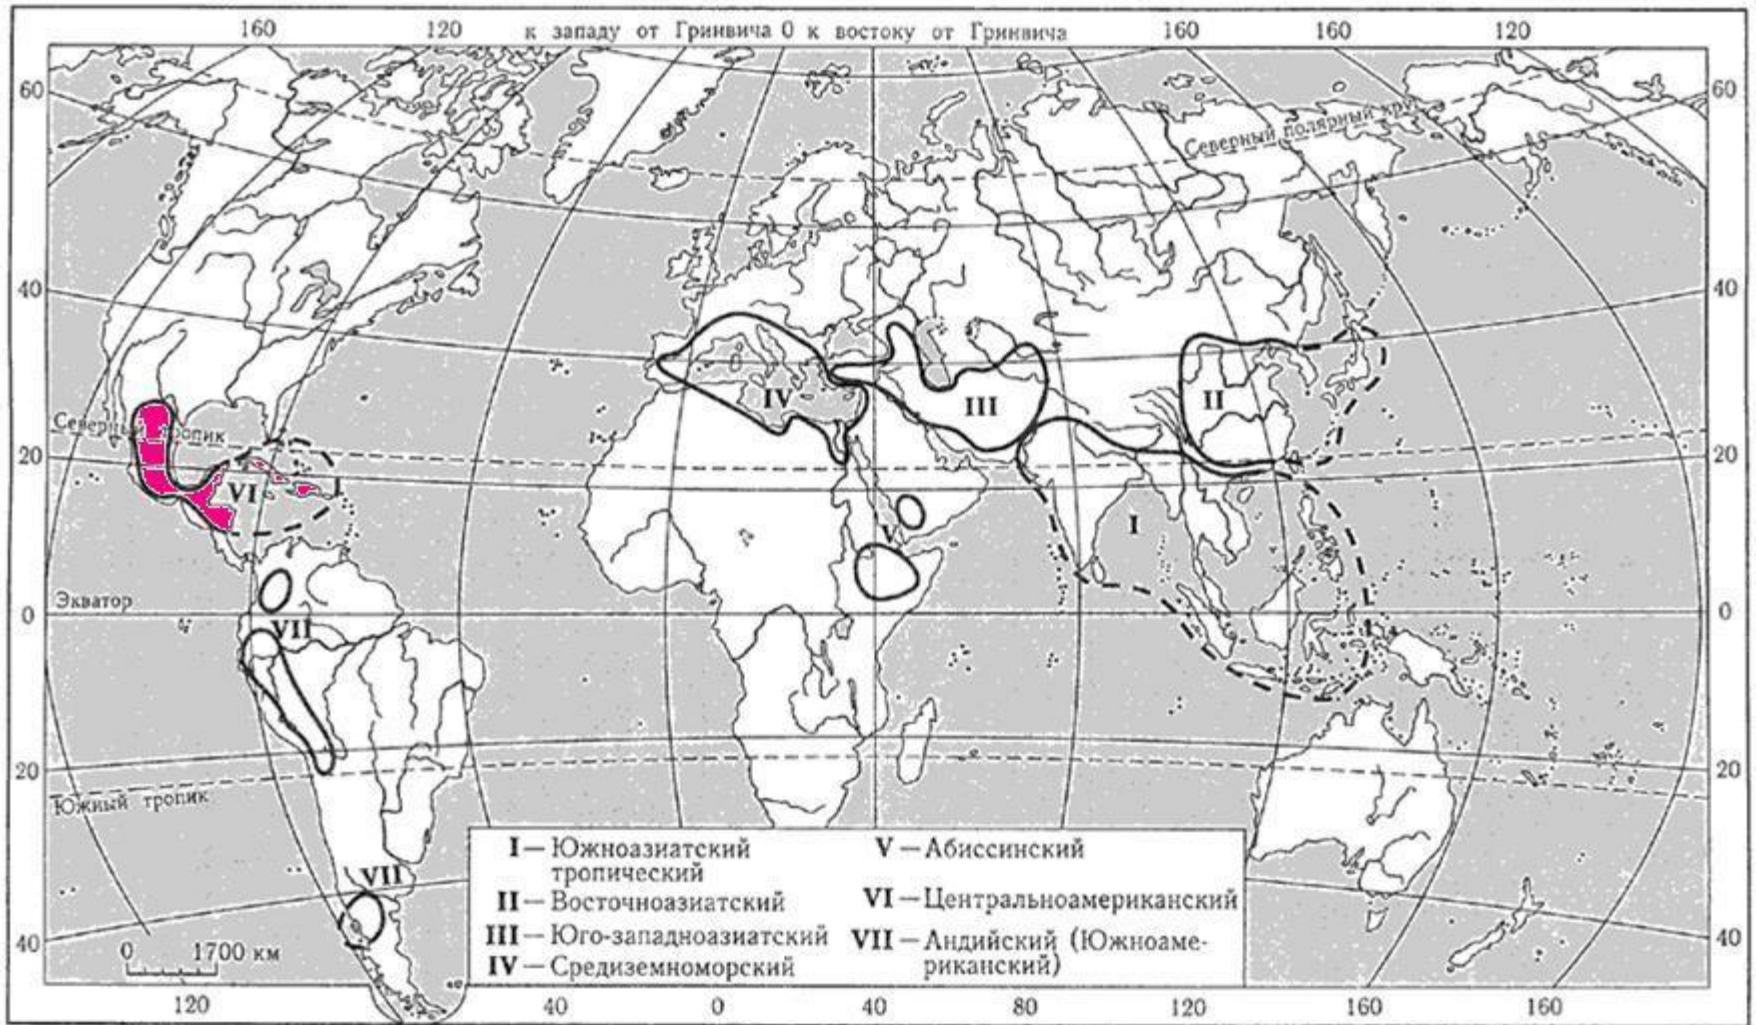 160 120 к западу от Гринвича 0 к востоку от Гринвича 160 160 120
60 60
Северный полярный круг
40 40
Северный тропик
20 20
IV III II
VI I
V
Экватор
0 0
VII
20 20
Южный тропик
VII
I — Южноазиатский
тропический
II — Восточноазиатский
III — Юго-западноазиатский
IV — Средиземноморский
V — Абиссинский
VI — Центральноамериканский
VII — Андийский (Южноаме-
риканский)
40 40
0 1700 км
120 40 0 40 80 120 160 160